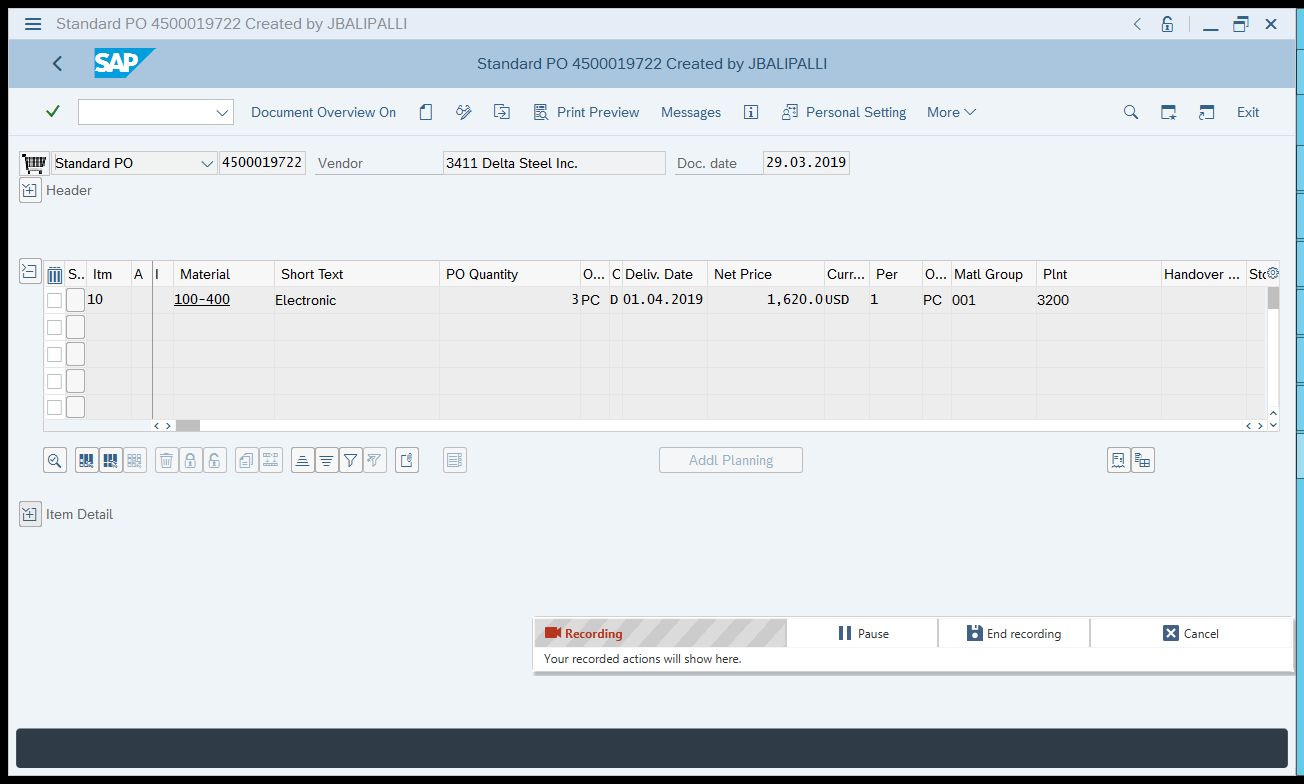 Standard PO 4500019722 Created by JBALIPALLI
SAP Standard PO 4500019722 Created by JBALIPALLI
Document Overview On Print Preview Messages Personal Setting More Exit
Standard PO 4500019722 Vendor 3411 Delta Steel Inc. Doc. date 29.03.2019
Header
S.. Itm A I Material Short Text PO Quantity O... C Deliv. Date Net Price Curr... Per O... Matl Group Plnt Handover ... Sto
10 100-400 Electronic 3 PC D 01.04.2019 1,620.0 USD 1 PC 001 3200
Addl Planning
Item Detail
Recording Pause End recording Cancel
Your recorded actions will show here.